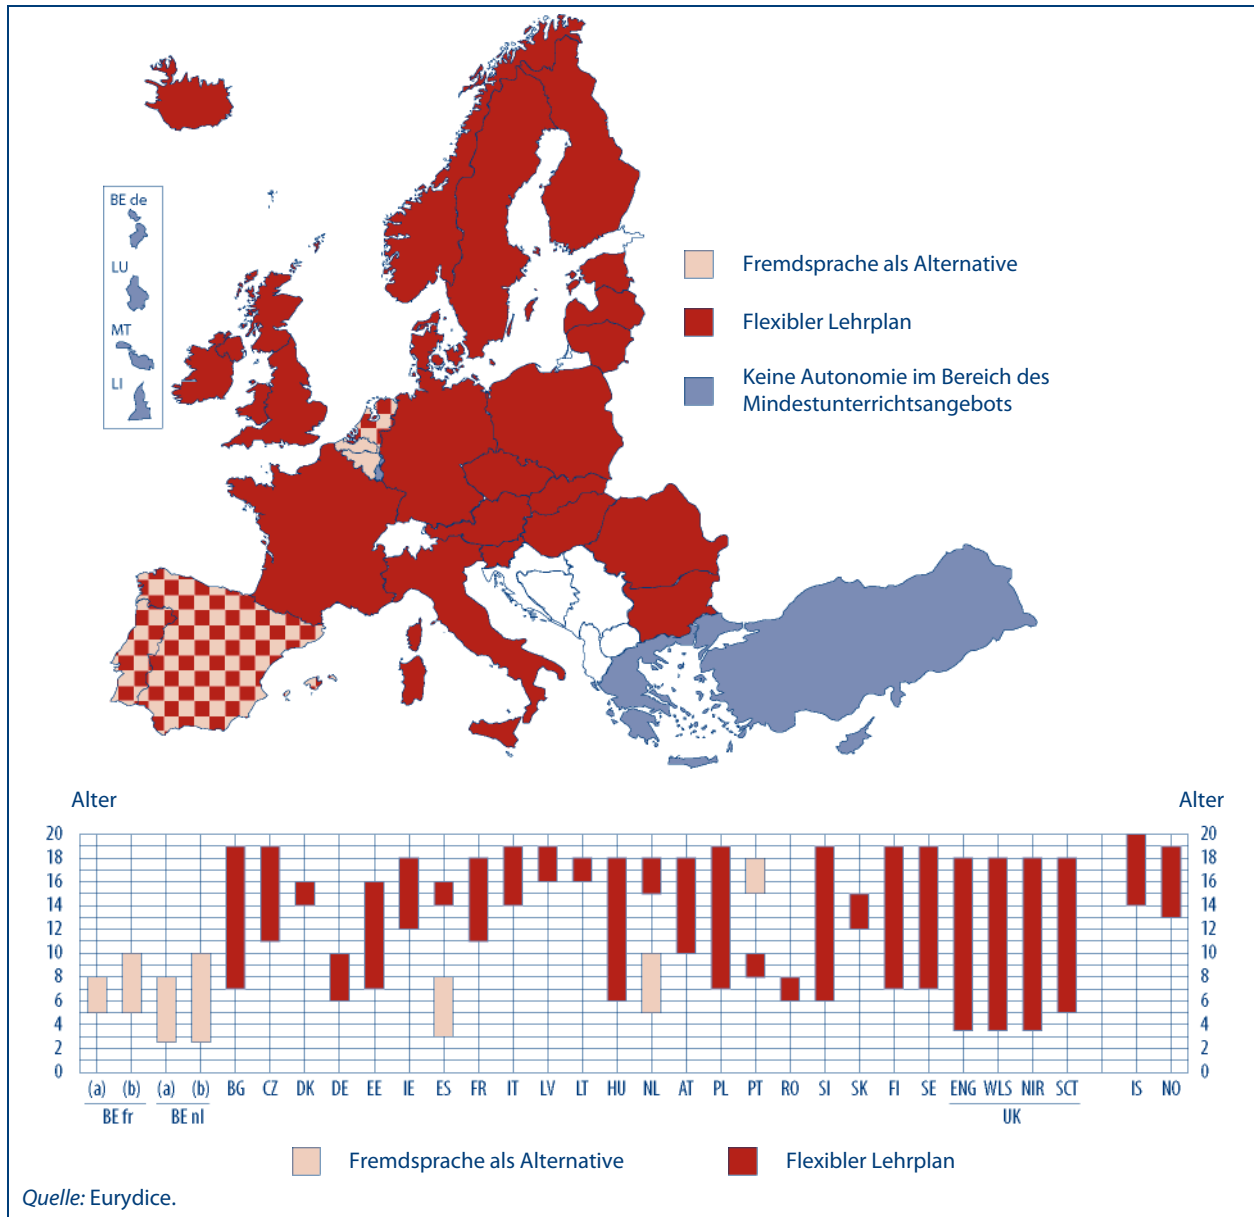 BE de
LU
MT
LI
Fremdsprache als Alternative
Flexibler Lehrplan
Keine Autonomie im Bereich des
Mindestunterrichtsangebots
Alter Alter
20 20
18 18
16 16
14 14
12 12
10 10
8 8
6 6
4 4
2 2
0 0
(a) (b) (a) (b) BG CZ DK DE EE IE ES FR IT LV LT HU NL AT PL PT RO SI SK FI SE ENG WLS NIR SCT IS NO
BE fr BE nl UK
Fremdsprache als Alternative Flexibler Lehrplan
Quelle: Eurydice.